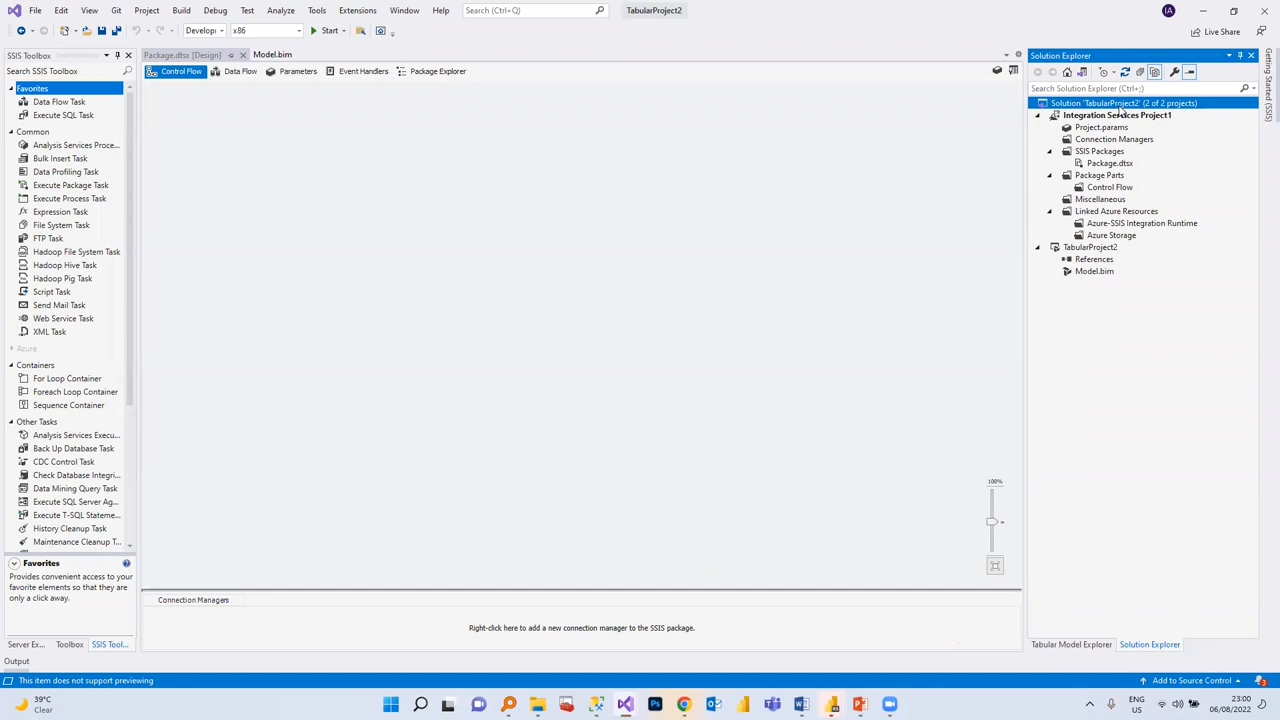 File Edit View Git Project Build Debug Test Analyze Tools Extensions Window Help Search (Ctrl+Q) TabularProject2 IA
Developi x86 Start Live Share
SSIS Toolbox
Search SSIS Toolbox
Favorites
Data Flow Task
Execute SQL Task
Common
Analysis Services Proce...
Bulk Insert Task
Data Profiling Task
Execute Package Task
Execute Process Task
Expression Task
File System Task
FTP Task
Hadoop File System Task
Hadoop Hive Task
Hadoop Pig Task
Script Task
Send Mail Task
Web Service Task
XML Task
Azure
Containers
For Loop Container
Foreach Loop Container
Sequence Container
Other Tasks
Analysis Services Execu...
Back Up Database Task
CDC Control Task
Check Database Integri...
Data Mining Query Task
Execute SQL Server Ag...
Execute T-SQL Stateme...
History Cleanup Task
Maintenance Cleanup T...
Favorites
Provides convenient access to your
favorite elements so that they are
only a click away.
Server Ex... Toolbox SSIS Tool...
Package.dtsx [Design] Model.bim
Control Flow Data Flow Parameters Event Handlers Package Explorer
100%
Connection Managers
Right-click here to add a new connection manager to the SSIS package.
Solution Explorer
Search Solution Explorer (Ctrl+;)
Solution 'TabularProject2' (2 of 2 projects)
Integration Services Project1
Project.params
Connection Managers
SSIS Packages
Package.dtsx
Package Parts
Control Flow
Miscellaneous
Linked Azure Resources
Azure-SSIS Integration Runtime
Azure Storage
TabularProject2
References
Model.bim
Tabular Model Explorer Solution Explorer
Getting Started (SSIS)
Output
This item does not support previewing Add to Source Control 3
39°C
Clear
ENG
US
23:00
06/08/2022